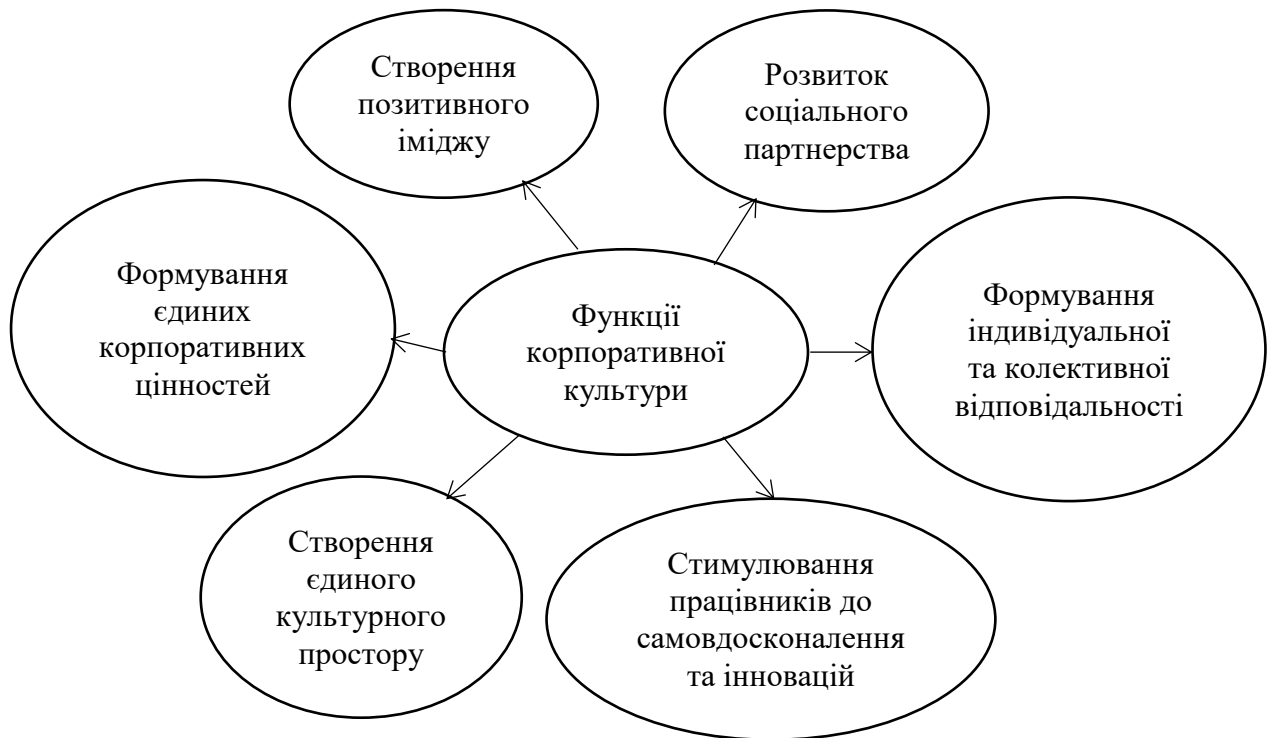 Створення
позитивного
іміджу
Розвиток
соціального
партнерства
Формування
єдиних
корпоративних
цінностей
Функції
корпоративної
культури
Формування
індивідуальної
та колективної
відповідальності
Створення
єдиного
культурного
простору
Стимулювання
працівників до
самовдосконалення
та інновацій